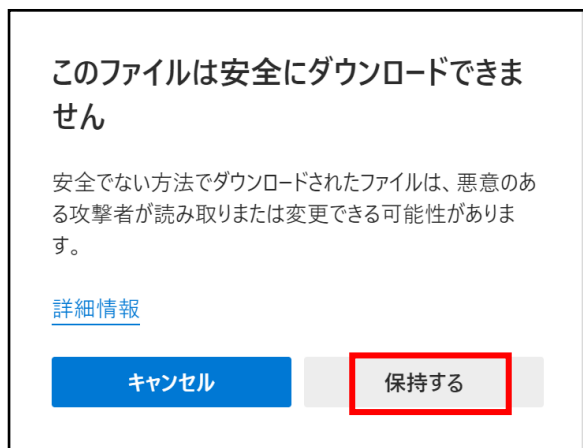 このファイルは安全にダウンロードできま
せん
安全でない方法でダウンロードされたファイルは、悪意のあ
る攻撃者が読み取りまたは変更できる可能性がありま
す。
詳細情報
キャンセル
保持する